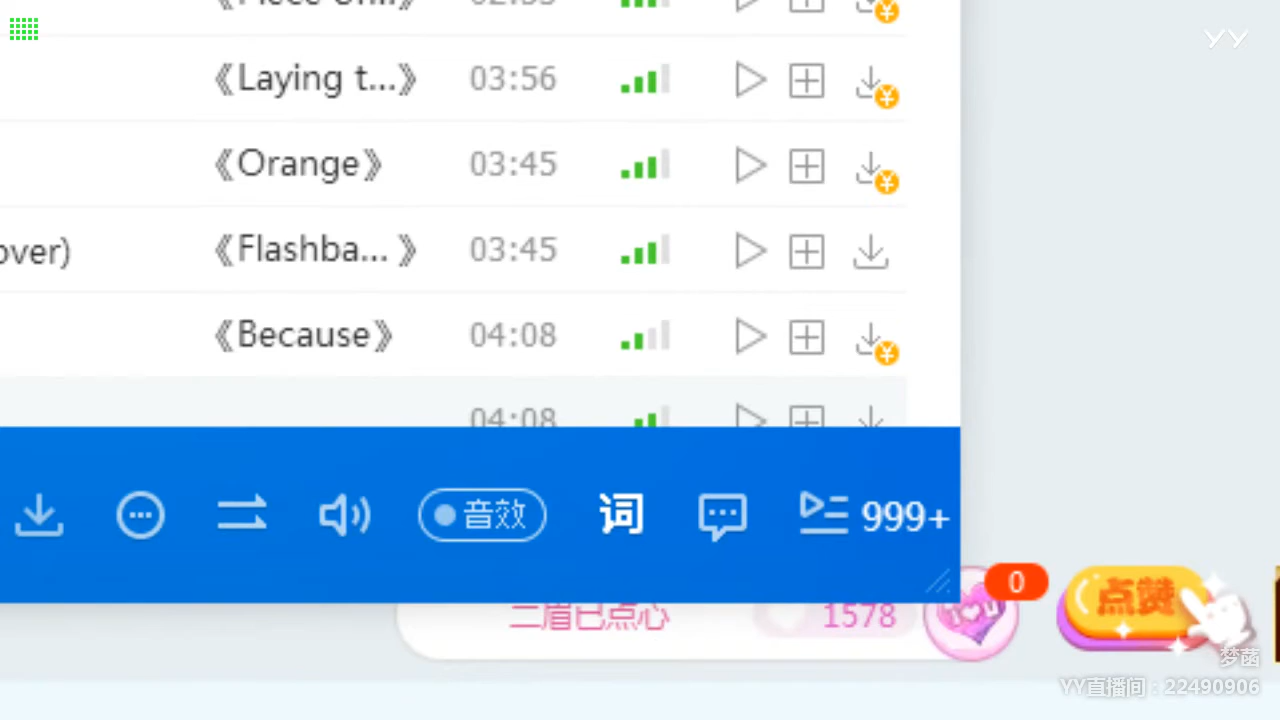 YY
《Laying t...》 03:56
《Orange》 03:45
over) 《Flashba... 》 03:45
《Because》 04:08
04:08
音效 词 999+
0
二眉已点心 1578 点赞
梦菡
YY直播间：22490906